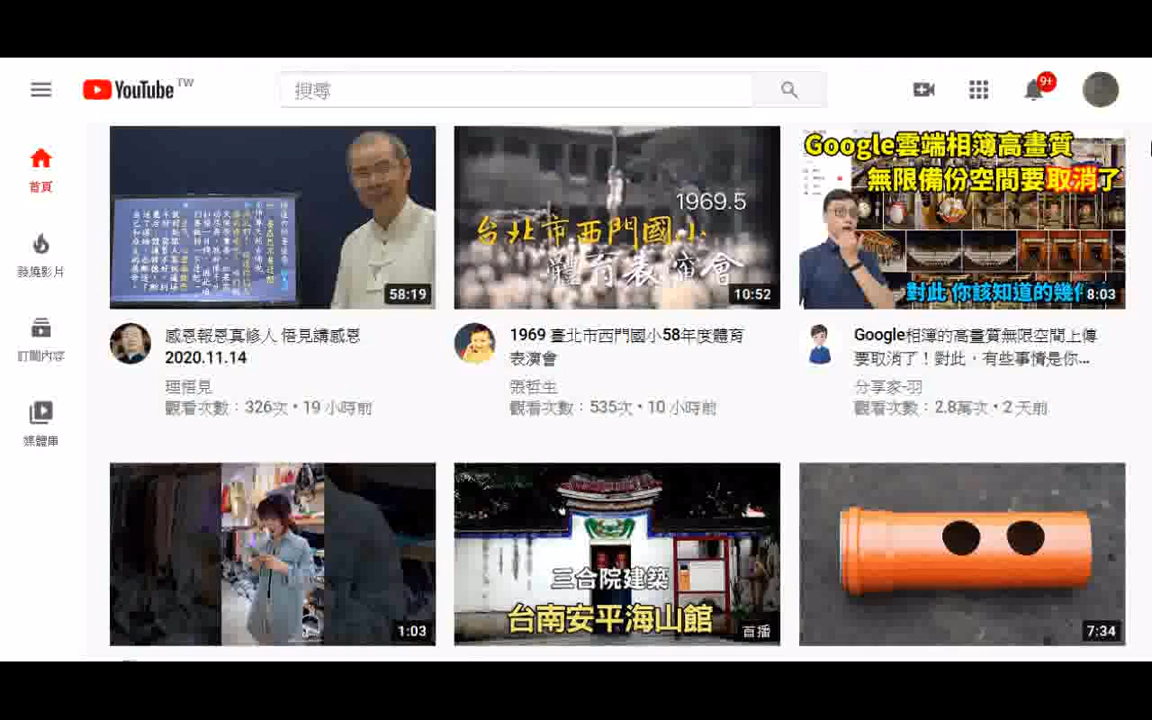 YouTube TW
搜尋
9+
首頁
發燒影片
訂閱內容
媒體庫
58:19
感恩報恩真修人 悟見講感恩
2020.11.14
理悟見
觀看次數：326次 • 19 小時前
1969.5
台北市西門國小
體育表演會
10:52
1969 臺北市西門國小58年度體育
表演會
張哲生
觀看次數：535次 • 10 小時前
Google雲端相簿高畫質
無限備份空間要取消了
對此 你該知道的幾件
8:03
Google相簿的高畫質無限空間上傳
要取消了！對此，有些事情是你...
分享家-羽
觀看次數：2.8萬次 • 2 天前
1:03
三合院建築
台南安平海山館
首播
7:34